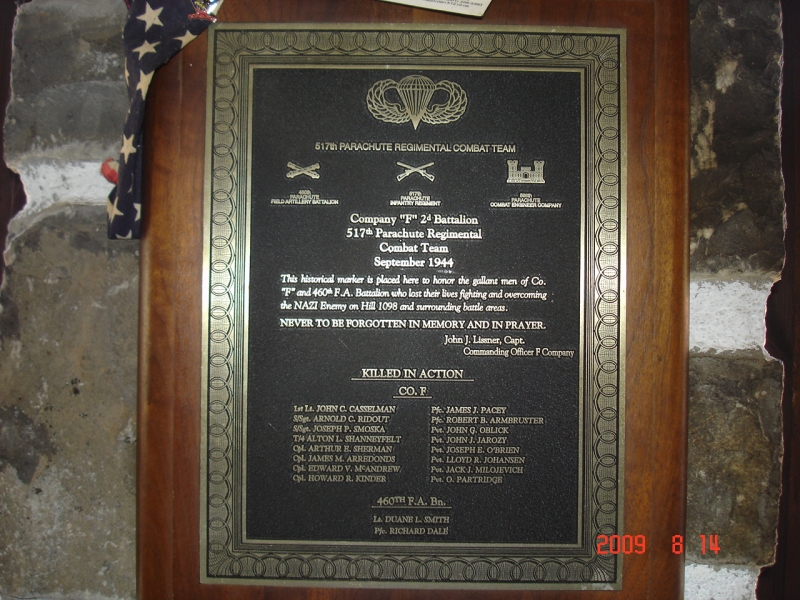 517th PARACHUTE REGIMENTAL COMBAT TEAM
460th
PARACHUTE
FIELD ARTILLERY BATTALION
517th
PARACHUTE
INFANTRY REGIMENT
596th
PARACHUTE
COMBAT ENGINEER COMPANY
Company "F" 2d Battalion
517th Parachute Regimental
Combat Team
September 1944
This historical marker is placed here to honor the gallant men of Co.
"F" and 460th F.A. Battalion who lost their lives fighting and overcoming
the NAZI Enemy on Hill 1098 and surrounding battle areas.
NEVER TO BE FORGOTTEN IN MEMORY AND IN PRAYER.
John J. Lissner, Capt.
Commanding Officer F Company
KILLED IN ACTION
CO. F
1st Lt. JOHN C. CASSELMAN
S/Sgt. ARNOLD C. RIDOUT
S/Sgt. JOSEPH P. SMOSKA
T/4 ALTON L. SHANNEYFELT
Cpl. ARTHUR E. SHERMAN
Cpl. JAMES M. ARREDONDS
Cpl. EDWARD V. McANDREW
Cpl. HOWARD R. KINDER
Pfc. JAMES J. PACEY
Pfc. ROBERT B. ARMBRUSTER
Pvt. JOHN G. OBLICK
Pvt. JOHN J. JAROZY
Pvt. JOSEPH E. O'BRIEN
Pvt. LLOYD R. JOHANSEN
Pvt. JACK J. MILOJEVICH
Pvt. O. PARTRIDGE
460TH F.A. Bn.
Lt. DUANE L. SMITH
Pfc. RICHARD DALE
2009 8 14